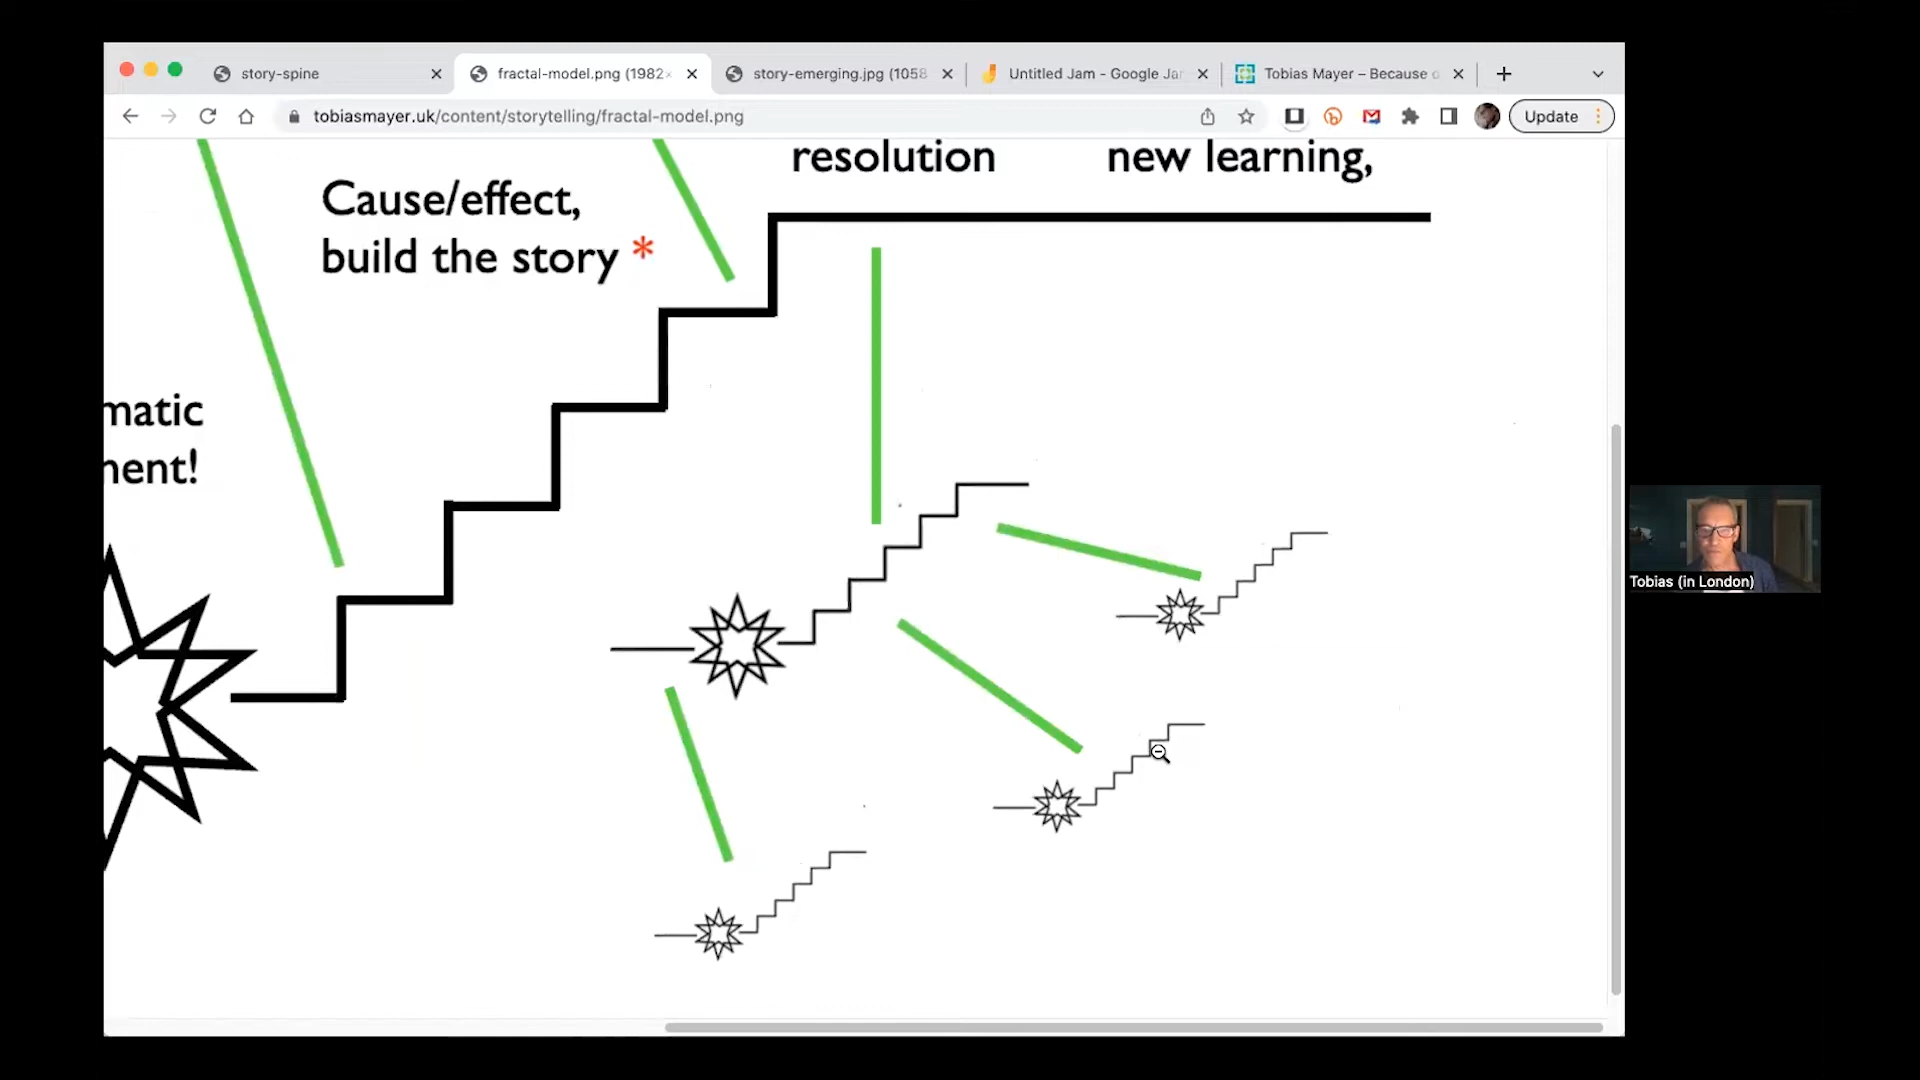 story-spine
fractal-model.png (1982×
story-emerging.jpg (1058
Untitled Jam - Google Jar
Tobias Mayer – Because o
tobiasmayer.uk/content/storytelling/fractal-model.png
Update
resolution
new learning,
Cause/effect,
build the story *
matic
nent!
Tobias (in London)